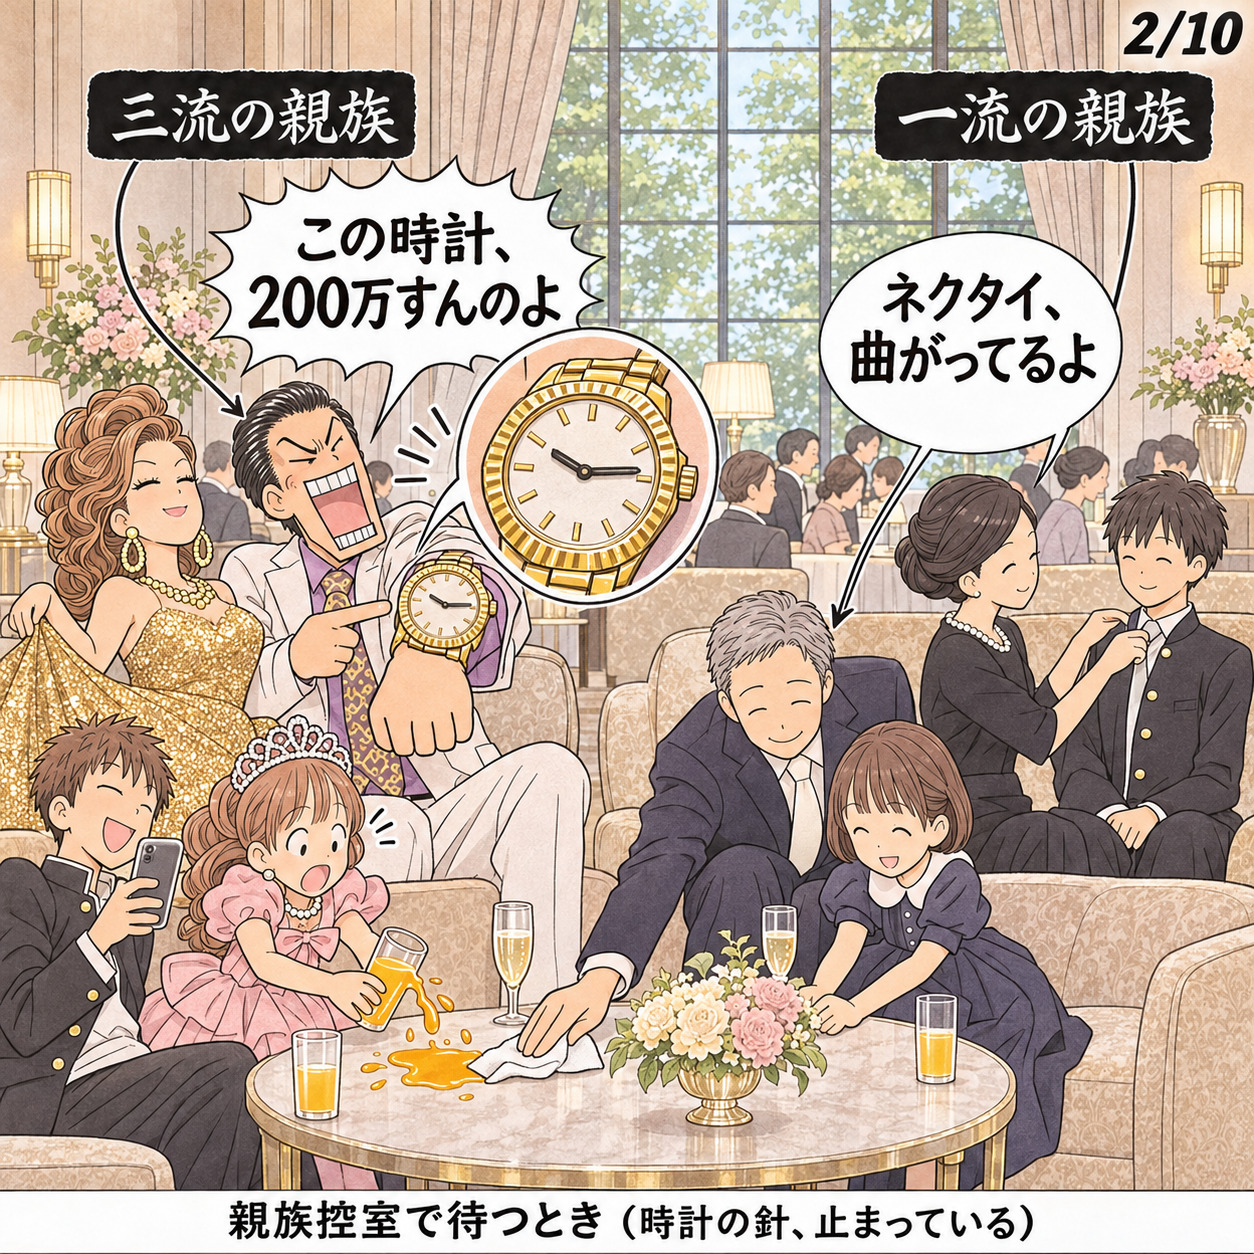 2/10
三流の親族
一流の親族
この時計、
200万すんのよ
ネクタイ、
曲がってるよ
親族控室で待つとき（時計の針、止まっている）